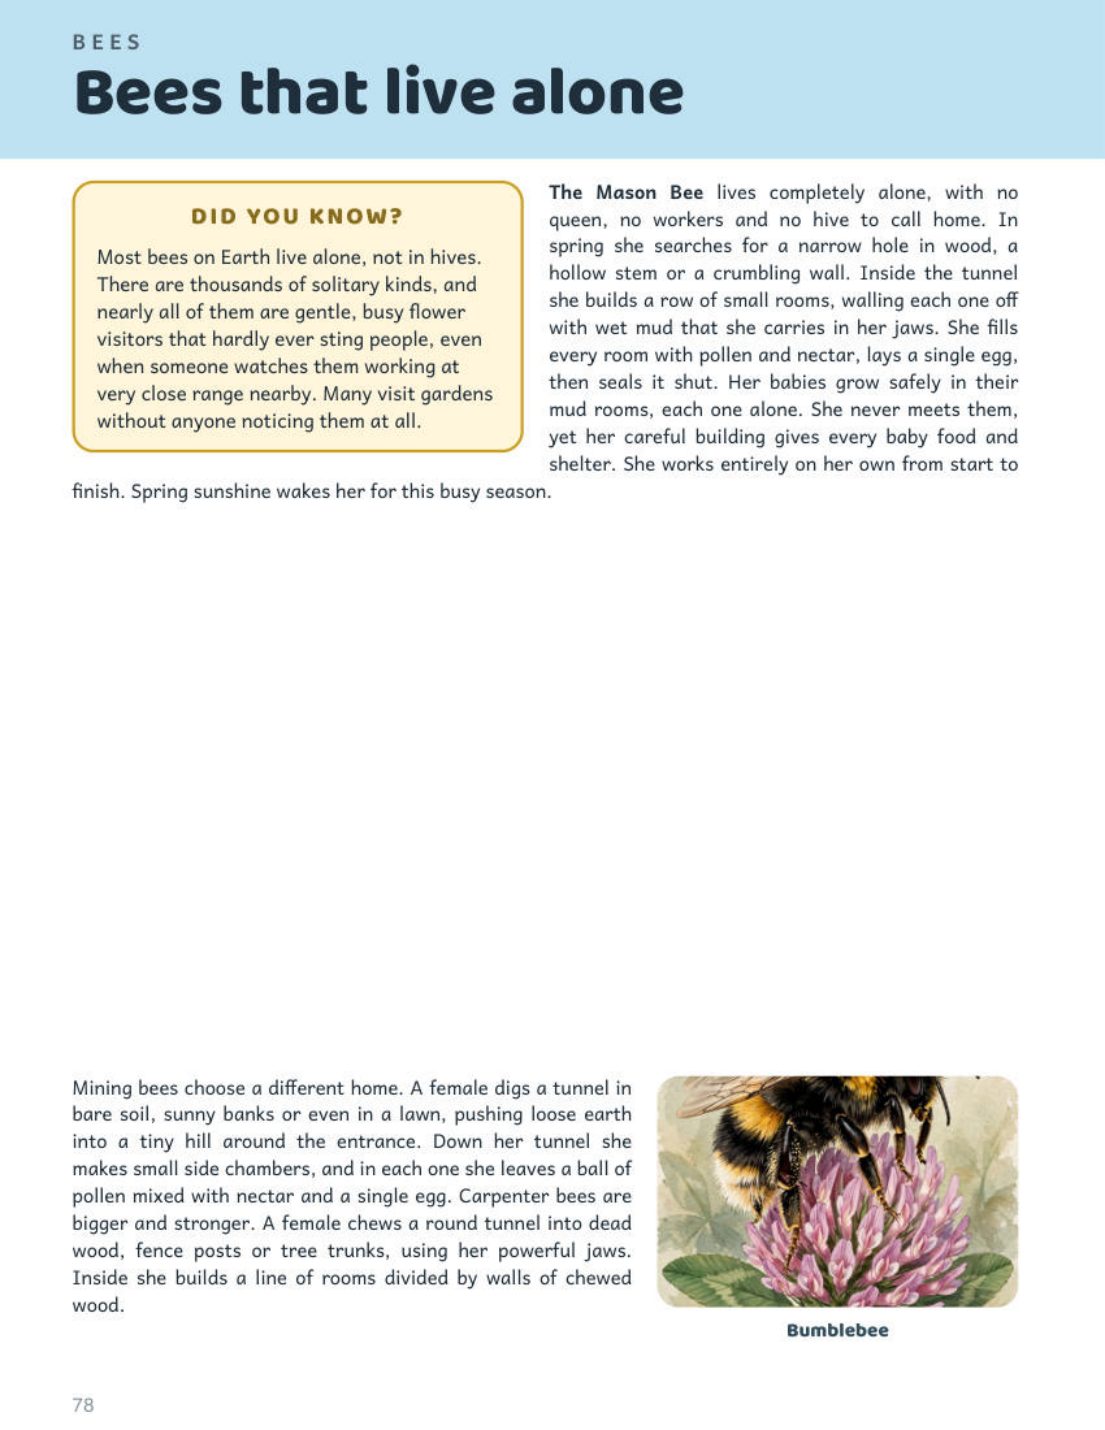 BEES
Bees that live alone
DID YOU KNOW?
Most bees on Earth live alone, not in hives.
There are thousands of solitary kinds, and
nearly all of them are gentle, busy flower
visitors that hardly ever sting people, even
when someone watches them working at
very close range nearby. Many visit gardens
without anyone noticing them at all.
The Mason Bee lives completely alone, with no
queen, no workers and no hive to call home. In
spring she searches for a narrow hole in wood, a
hollow stem or a crumbling wall. Inside the tunnel
she builds a row of small rooms, walling each one off
with wet mud that she carries in her jaws. She fills
every room with pollen and nectar, lays a single egg,
then seals it shut. Her babies grow safely in their
mud rooms, each one alone. She never meets them,
yet her careful building gives every baby food and
shelter. She works entirely on her own from start to
finish. Spring sunshine wakes her for this busy season.
Mining bees choose a different home. A female digs a tunnel in
bare soil, sunny banks or even in a lawn, pushing loose earth
into a tiny hill around the entrance. Down her tunnel she
makes small side chambers, and in each one she leaves a ball of
pollen mixed with nectar and a single egg. Carpenter bees are
bigger and stronger. A female chews a round tunnel into dead
wood, fence posts or tree trunks, using her powerful jaws.
Inside she builds a line of rooms divided by walls of chewed
wood.
Bumblebee
78